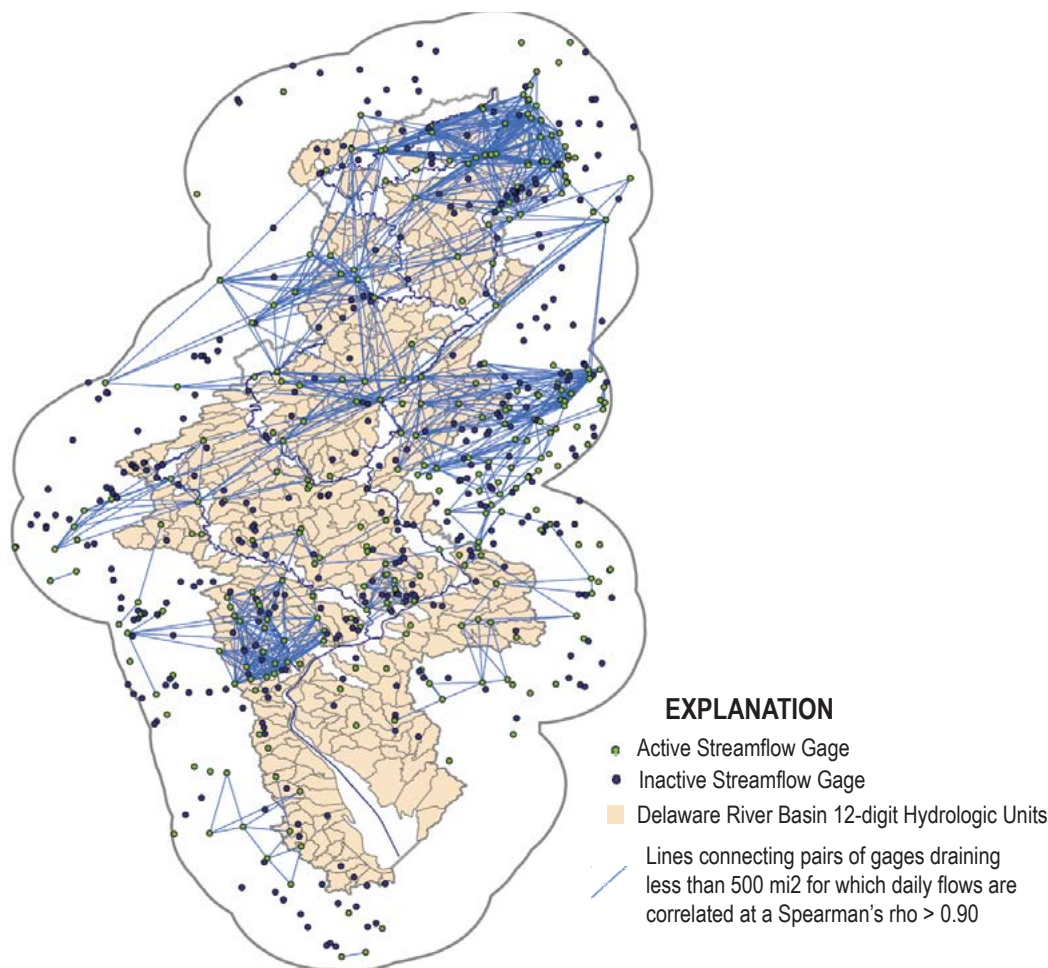 EXPLANATION
Active Streamflow Gage
Inactive Streamflow Gage
Delaware River Basin 12-digit Hydrologic Units
Lines connecting pairs of gages draining
less than 500 mi2 for which daily flows are
correlated at a Spearman's rho > 0.90